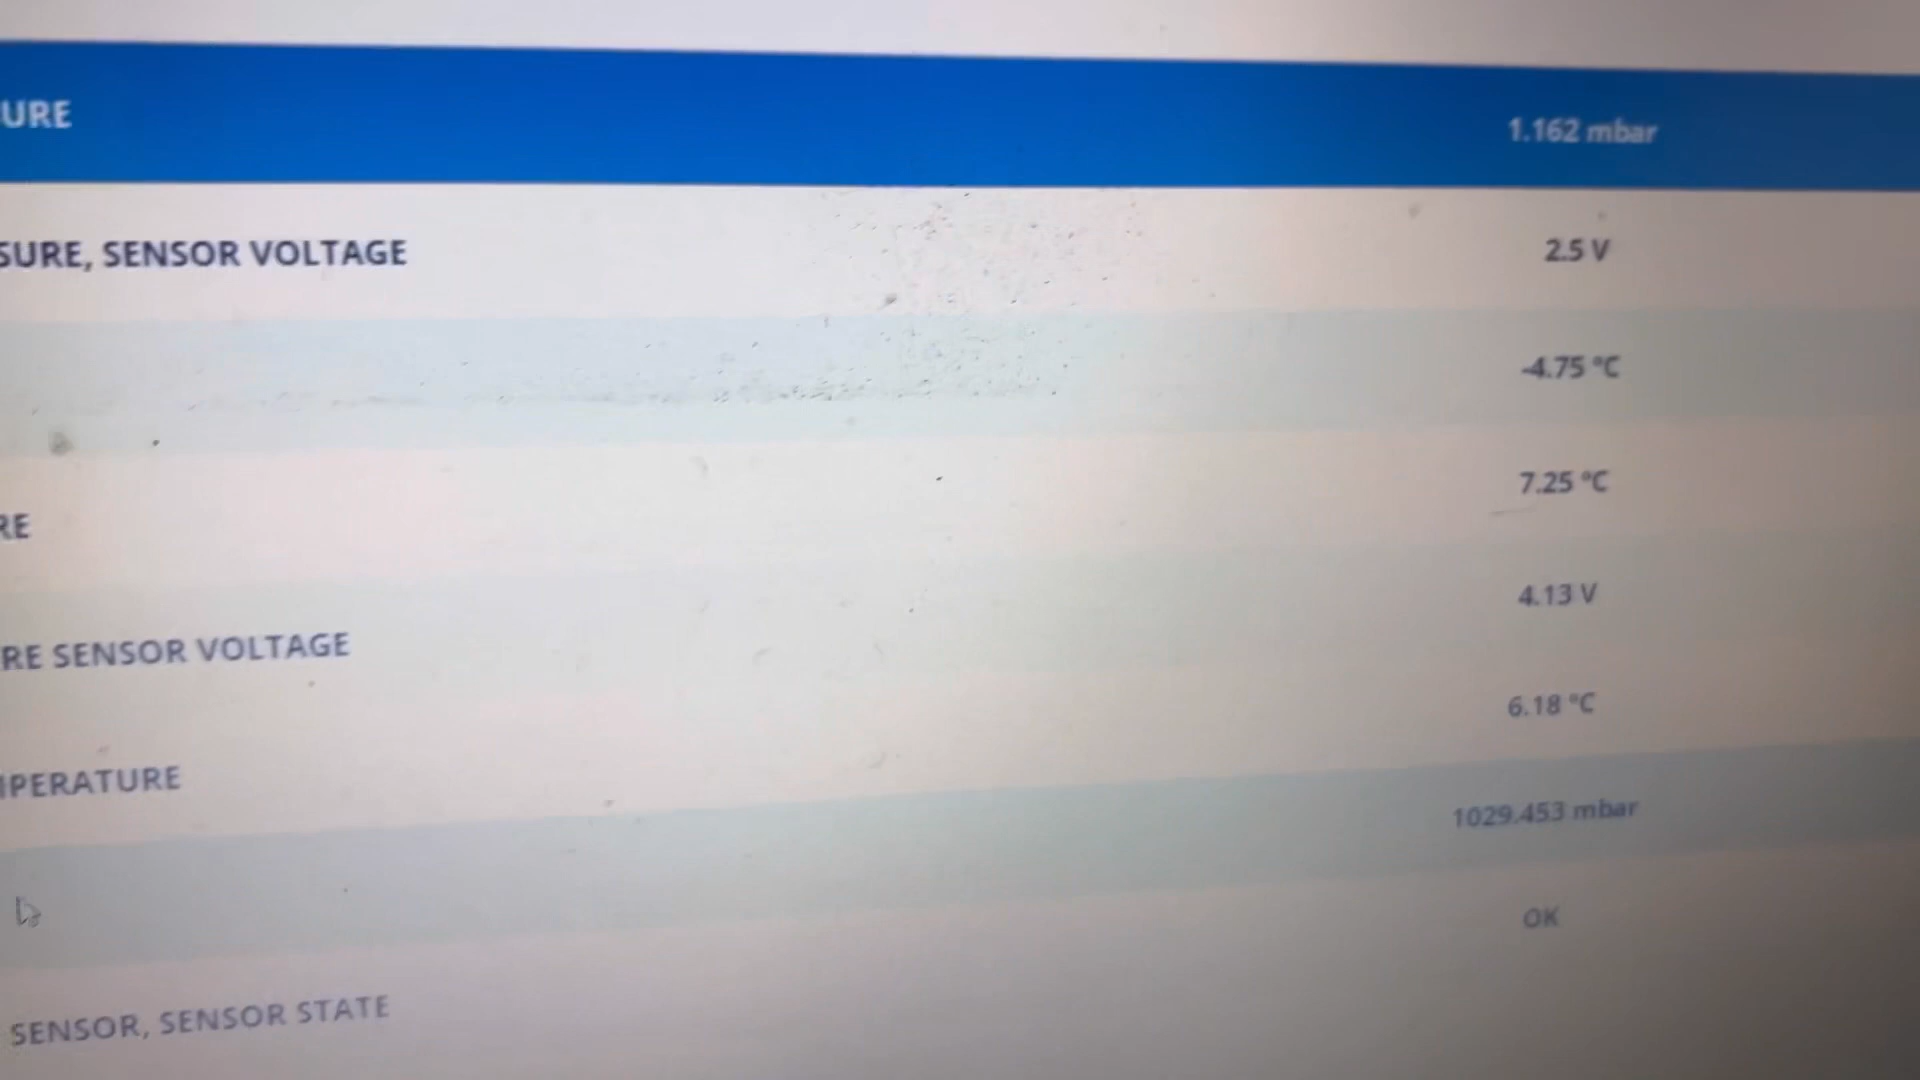 URE 1.162 mbar
SURE, SENSOR VOLTAGE 2.5 V
-4.75 °C
RE 7.25 °C
RE SENSOR VOLTAGE 4.13 V
PERATURE 6.18 °C
1029.453 mbar
SENSOR, SENSOR STATE OK